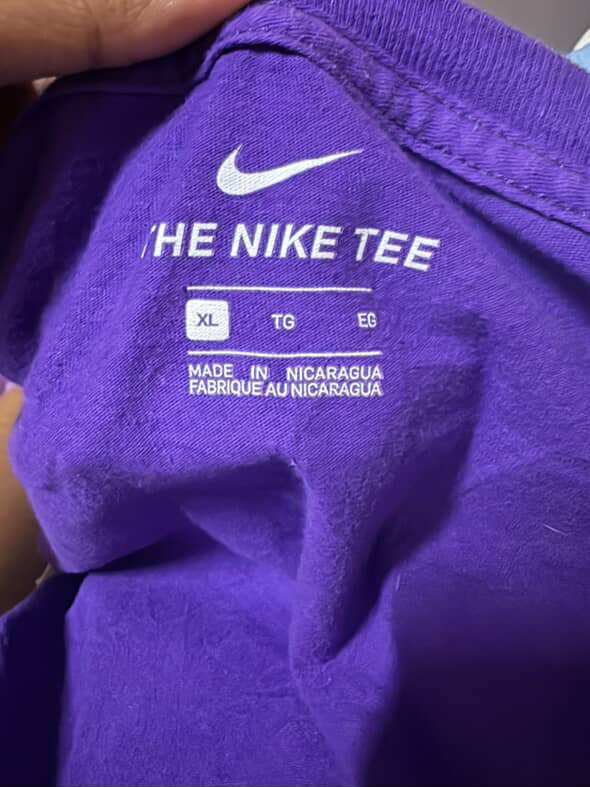 THE NIKE TEE
XL TG EG
MADE IN NICARAGUA
FABRIQUE AU NICARAGUA